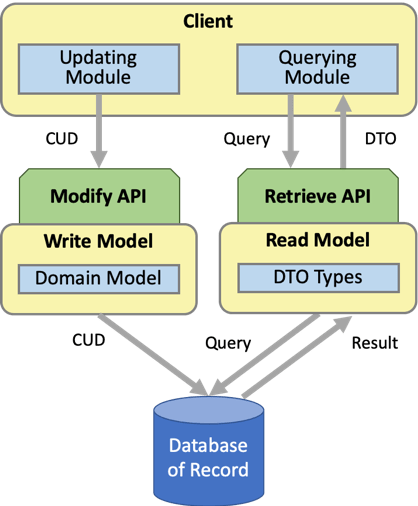 Client
Updating
Module
Querying
Module
CUD
Query
DTO
Modify API
Retrieve API
Write Model
Read Model
Domain Model
DTO Types
CUD
Query
Result
Database
of Record